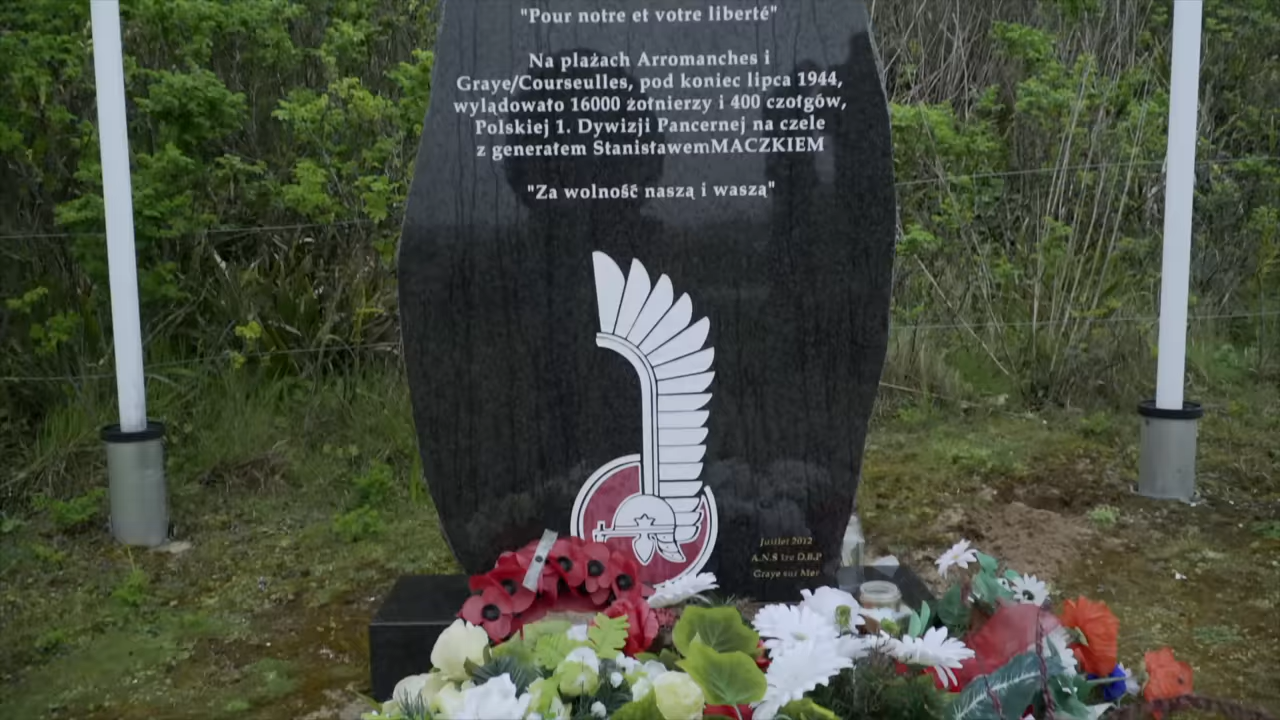 "Pour notre et votre liberté"
Na plażach Arromanches i
Graye/Courseulles, pod koniec lipca 1944,
wylądowało 16000 żołnierzy i 400 czołgów,
Polskiej 1. Dywizji Pancernej na czele
z generałem StanisławemMACZKIEM
"Za wolność naszą i waszą"
Juillet 2012
A.N.S 1re D.B.P
Graye sur Mer